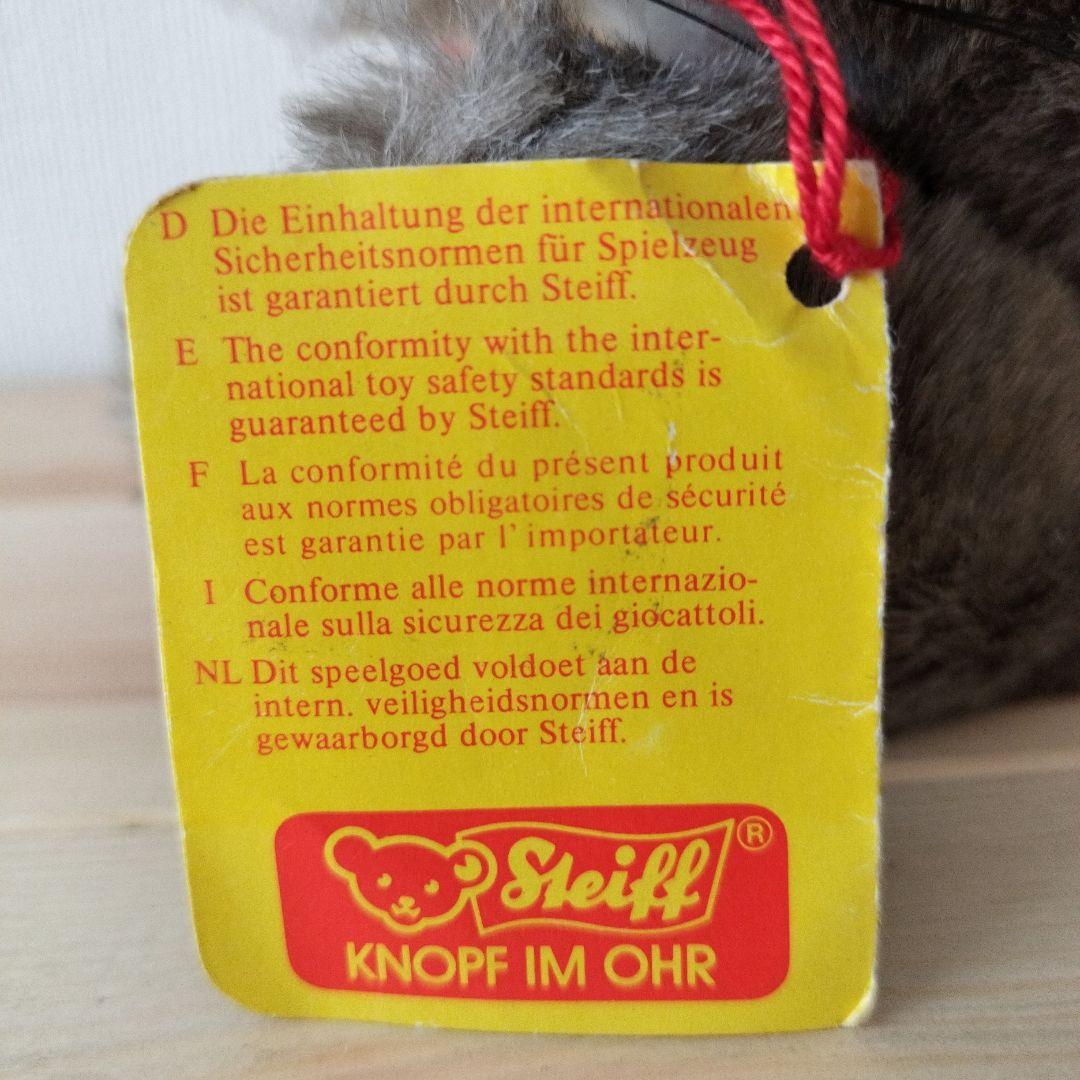 D Die Einhaltung der internationalen
Sicherheitsnormen für Spielzeug
ist garantiert durch Steiff.
E The conformity with the inter-
national toy safety standards is
guaranteed by Steiff.
F La conformité du présent produit
aux normes obligatoires de sécurité
est garantie par l' importateur.
I Conforme alle norme internazio-
nale sulla sicurezza dei giocattoli.
NL Dit speelgoed voldoet aan de
intern. veiligheidsnormen en is
gewaarborgd door Steiff.
Steiff ®
KNOPF IM OHR